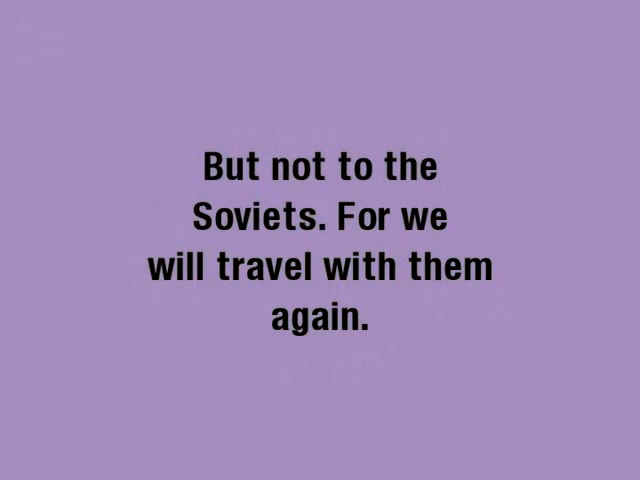 But not to the
Soviets. For we
will travel with them
again.